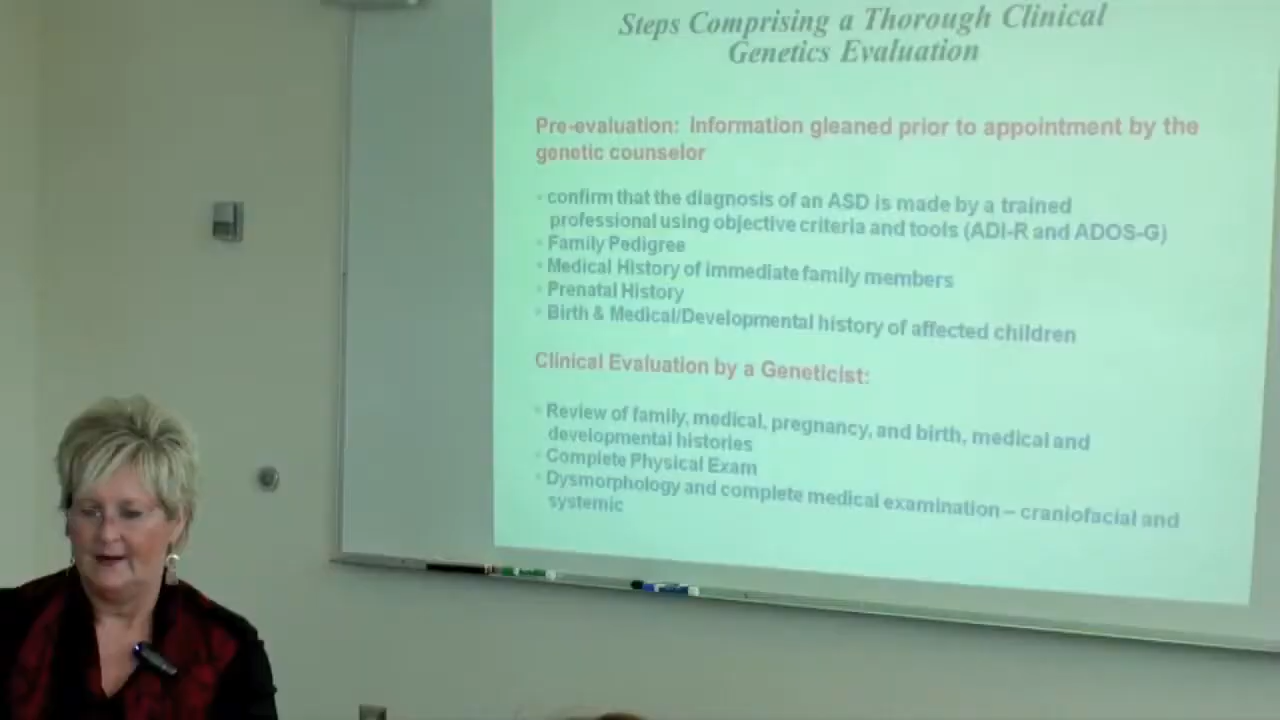 Steps Comprising a Thorough Clinical
Genetics Evaluation
Pre-evaluation: Information gleaned prior to appointment by the
genetic counselor
• confirm that the diagnosis of an ASD is made by a trained
professional using objective criteria and tools (ADI-R and ADOS-G)
• Family Pedigree
• Medical History of immediate family members
• Prenatal History
• Birth & Medical/Developmental history of affected children
Clinical Evaluation by a Geneticist:
• Review of family, medical, pregnancy, and birth, medical and
developmental histories
• Complete Physical Exam
• Dysmorphology and complete medical examination – craniofacial and
systemic